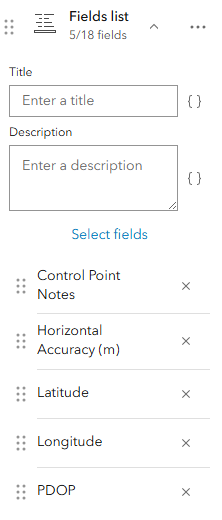 Fields list
5/18 fields
Title
Enter a title
{ }
Description
Enter a description
{ }
Select fields
Control Point
Notes
Horizontal
Accuracy (m)
Latitude
Longitude
PDOP